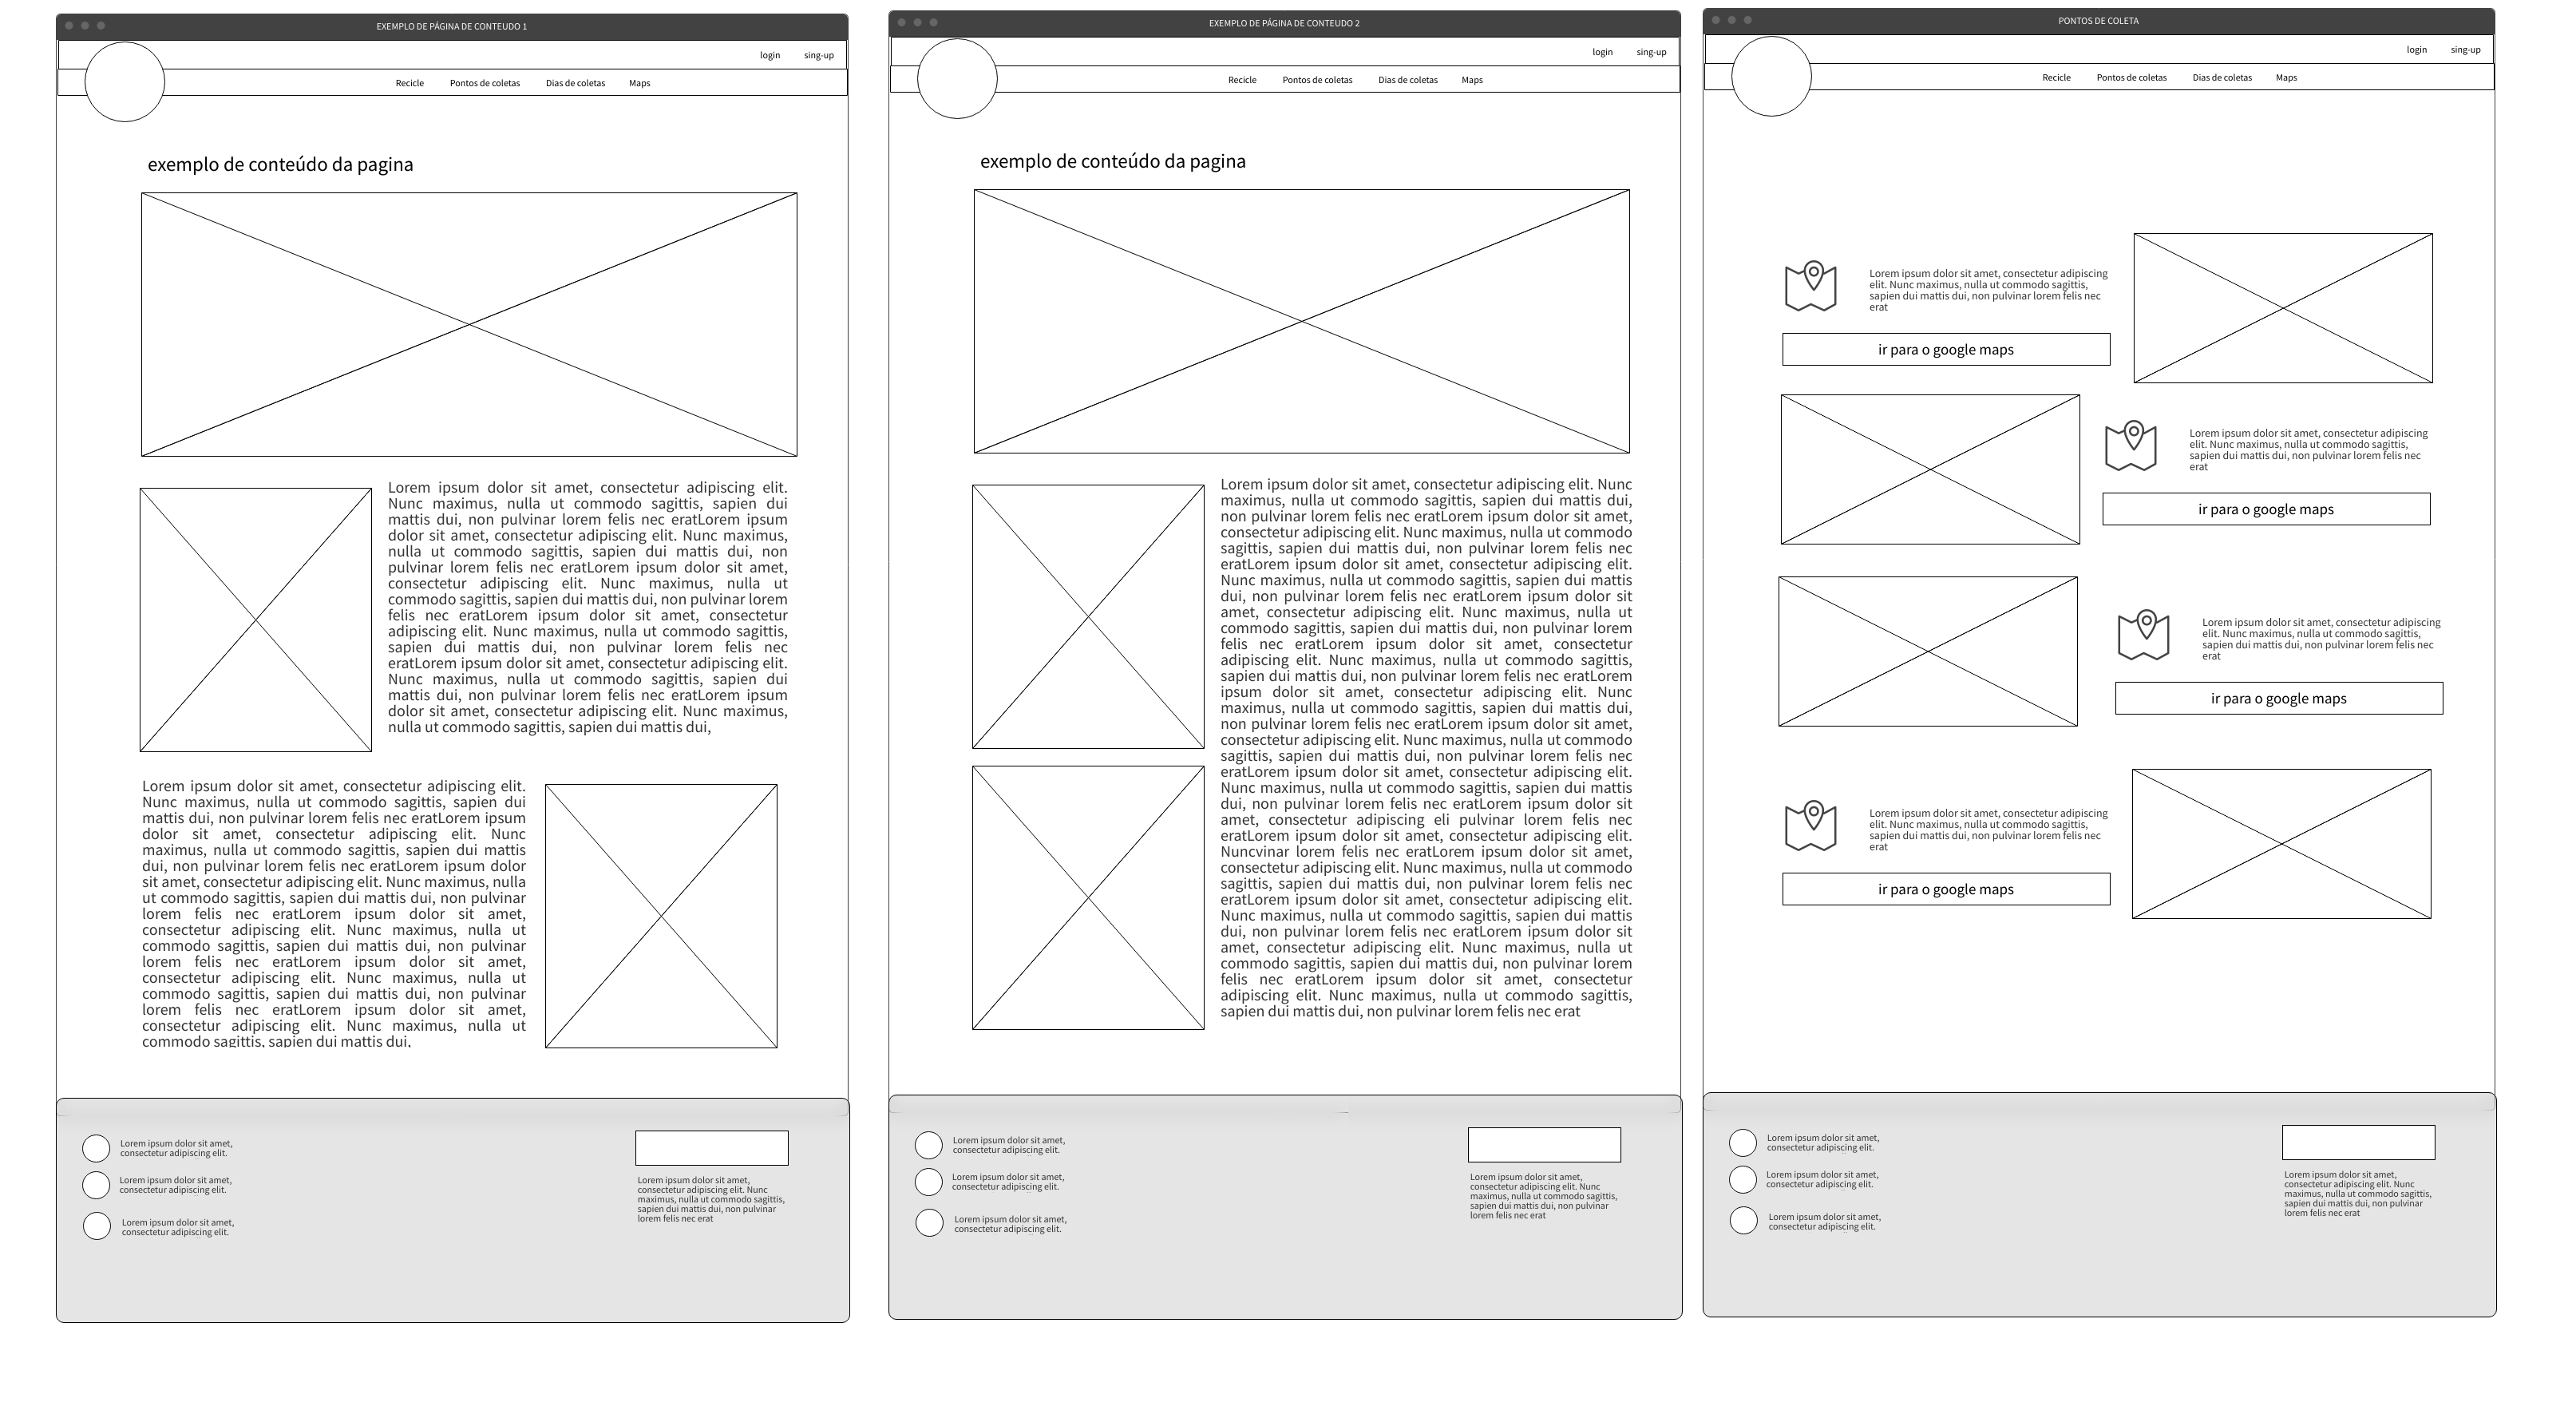 EXEMPLO DE PÁGINA DE CONTEUDO 1
login sing-up
Recicle Pontos de coletas Dias de coletas Maps
exemplo de conteúdo da pagina
Lorem ipsum dolor sit amet, consectetur adipiscing elit.
Nunc maximus, nulla ut commodo sagittis, sapien dui
mattis dui, non pulvinar lorem felis nec eratLorem ipsum
dolor sit amet, consectetur adipiscing elit. Nunc maximus,
nulla ut commodo sagittis, sapien dui mattis dui, non
pulvinar lorem felis nec eratLorem ipsum dolor sit amet,
consectetur adipiscing elit. Nunc maximus, nulla ut
commodo sagittis, sapien dui mattis dui, non pulvinar lorem
felis nec eratLorem ipsum dolor sit amet, consectetur
adipiscing elit. Nunc maximus, nulla ut commodo sagittis,
sapien dui mattis dui, non pulvinar lorem felis nec
eratLorem ipsum dolor sit amet, consectetur adipiscing elit.
Nunc maximus, nulla ut commodo sagittis, sapien dui
mattis dui, non pulvinar lorem felis nec eratLorem ipsum
dolor sit amet, consectetur adipiscing elit. Nunc maximus,
nulla ut commodo sagittis, sapien dui mattis dui,
Lorem ipsum dolor sit amet, consectetur adipiscing elit.
Nunc maximus, nulla ut commodo sagittis, sapien dui
mattis dui, non pulvinar lorem felis nec eratLorem ipsum
dolor sit amet, consectetur adipiscing elit. Nunc
maximus, nulla ut commodo sagittis, sapien dui mattis
dui, non pulvinar lorem felis nec eratLorem ipsum dolor
sit amet, consectetur adipiscing elit. Nunc maximus, nulla
ut commodo sagittis, sapien dui mattis dui, non pulvinar
lorem felis nec eratLorem ipsum dolor sit amet,
consectetur adipiscing elit. Nunc maximus, nulla ut
commodo sagittis, sapien dui mattis dui, non pulvinar
lorem felis nec eratLorem ipsum dolor sit amet,
consectetur adipiscing elit. Nunc maximus, nulla ut
commodo sagittis, sapien dui mattis dui, non pulvinar
lorem felis nec eratLorem ipsum dolor sit amet,
consectetur adipiscing elit. Nunc maximus, nulla ut
commodo sagittis, sapien dui mattis dui,
Lorem ipsum dolor sit amet,
consectetur adipiscing elit.
Lorem ipsum dolor sit amet,
consectetur adipiscing elit.
Lorem ipsum dolor sit amet,
consectetur adipiscing elit.
Lorem ipsum dolor sit amet,
consectetur adipiscing elit. Nunc
maximus, nulla ut commodo sagittis,
sapien dui mattis dui, non pulvinar
lorem felis nec erat
EXEMPLO DE PÁGINA DE CONTEUDO 2
login sing-up
Recicle Pontos de coletas Dias de coletas Maps
exemplo de conteúdo da pagina
Lorem ipsum dolor sit amet, consectetur adipiscing elit. Nunc
maximus, nulla ut commodo sagittis, sapien dui mattis dui,
non pulvinar lorem felis nec eratLorem ipsum dolor sit amet,
consectetur adipiscing elit. Nunc maximus, nulla ut commodo
sagittis, sapien dui mattis dui, non pulvinar lorem felis nec
eratLorem ipsum dolor sit amet, consectetur adipiscing elit.
Nunc maximus, nulla ut commodo sagittis, sapien dui mattis
dui, non pulvinar lorem felis nec eratLorem ipsum dolor sit
amet, consectetur adipiscing elit. Nunc maximus, nulla ut
commodo sagittis, sapien dui mattis dui, non pulvinar lorem
felis nec eratLorem ipsum dolor sit amet, consectetur
adipiscing elit. Nunc maximus, nulla ut commodo sagittis,
sapien dui mattis dui, non pulvinar lorem felis nec eratLorem
ipsum dolor sit amet, consectetur adipiscing elit. Nunc
maximus, nulla ut commodo sagittis, sapien dui mattis dui,
non pulvinar lorem felis nec eratLorem ipsum dolor sit amet,
consectetur adipiscing elit. Nunc maximus, nulla ut commodo
sagittis, sapien dui mattis dui, non pulvinar lorem felis nec
eratLorem ipsum dolor sit amet, consectetur adipiscing elit.
Nunc maximus, nulla ut commodo sagittis, sapien dui mattis
dui, non pulvinar lorem felis nec eratLorem ipsum dolor sit
amet, consectetur adipiscing eli pulvinar lorem felis nec
eratLorem ipsum dolor sit amet, consectetur adipiscing elit.
Nuncvinar lorem felis nec eratLorem ipsum dolor sit amet,
consectetur adipiscing elit. Nunc maximus, nulla ut commodo
sagittis, sapien dui mattis dui, non pulvinar lorem felis nec
eratLorem ipsum dolor sit amet, consectetur adipiscing elit.
Nunc maximus, nulla ut commodo sagittis, sapien dui mattis
dui, non pulvinar lorem felis nec eratLorem ipsum dolor sit
amet, consectetur adipiscing elit. Nunc maximus, nulla ut
commodo sagittis, sapien dui mattis dui, non pulvinar lorem
felis nec eratLorem ipsum dolor sit amet, consectetur
adipiscing elit. Nunc maximus, nulla ut commodo sagittis,
sapien dui mattis dui, non pulvinar lorem felis nec erat
Lorem ipsum dolor sit amet,
consectetur adipiscing elit.
Lorem ipsum dolor sit amet,
consectetur adipiscing elit.
Lorem ipsum dolor sit amet,
consectetur adipiscing elit.
Lorem ipsum dolor sit amet,
consectetur adipiscing elit. Nunc
maximus, nulla ut commodo sagittis,
sapien dui mattis dui, non pulvinar
lorem felis nec erat
PONTOS DE COLETA
login sing-up
Recicle Pontos de coletas Dias de coletas Maps
Lorem ipsum dolor sit amet, consectetur adipiscing
elit. Nunc maximus, nulla ut commodo sagittis,
sapien dui mattis dui, non pulvinar lorem felis nec
erat
ir para o google maps
Lorem ipsum dolor sit amet, consectetur adipiscing
elit. Nunc maximus, nulla ut commodo sagittis,
sapien dui mattis dui, non pulvinar lorem felis nec
erat
ir para o google maps
Lorem ipsum dolor sit amet, consectetur adipiscing
elit. Nunc maximus, nulla ut commodo sagittis,
sapien dui mattis dui, non pulvinar lorem felis nec
erat
ir para o google maps
Lorem ipsum dolor sit amet, consectetur adipiscing
elit. Nunc maximus, nulla ut commodo sagittis,
sapien dui mattis dui, non pulvinar lorem felis nec
erat
ir para o google maps
Lorem ipsum dolor sit amet,
consectetur adipiscing elit.
Lorem ipsum dolor sit amet,
consectetur adipiscing elit.
Lorem ipsum dolor sit amet,
consectetur adipiscing elit.
Lorem ipsum dolor sit amet,
consectetur adipiscing elit. Nunc
maximus, nulla ut commodo sagittis,
sapien dui mattis dui, non pulvinar
lorem felis nec erat